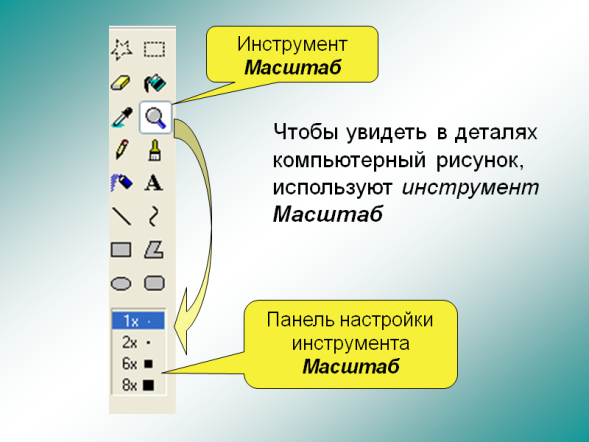 Инструмент
Масштаб
Чтобы увидеть в деталях
компьютерный рисунок,
используют инструмент
Масштаб
A
1x
2x
6x
8x
Панель настройки
инструмента
Масштаб